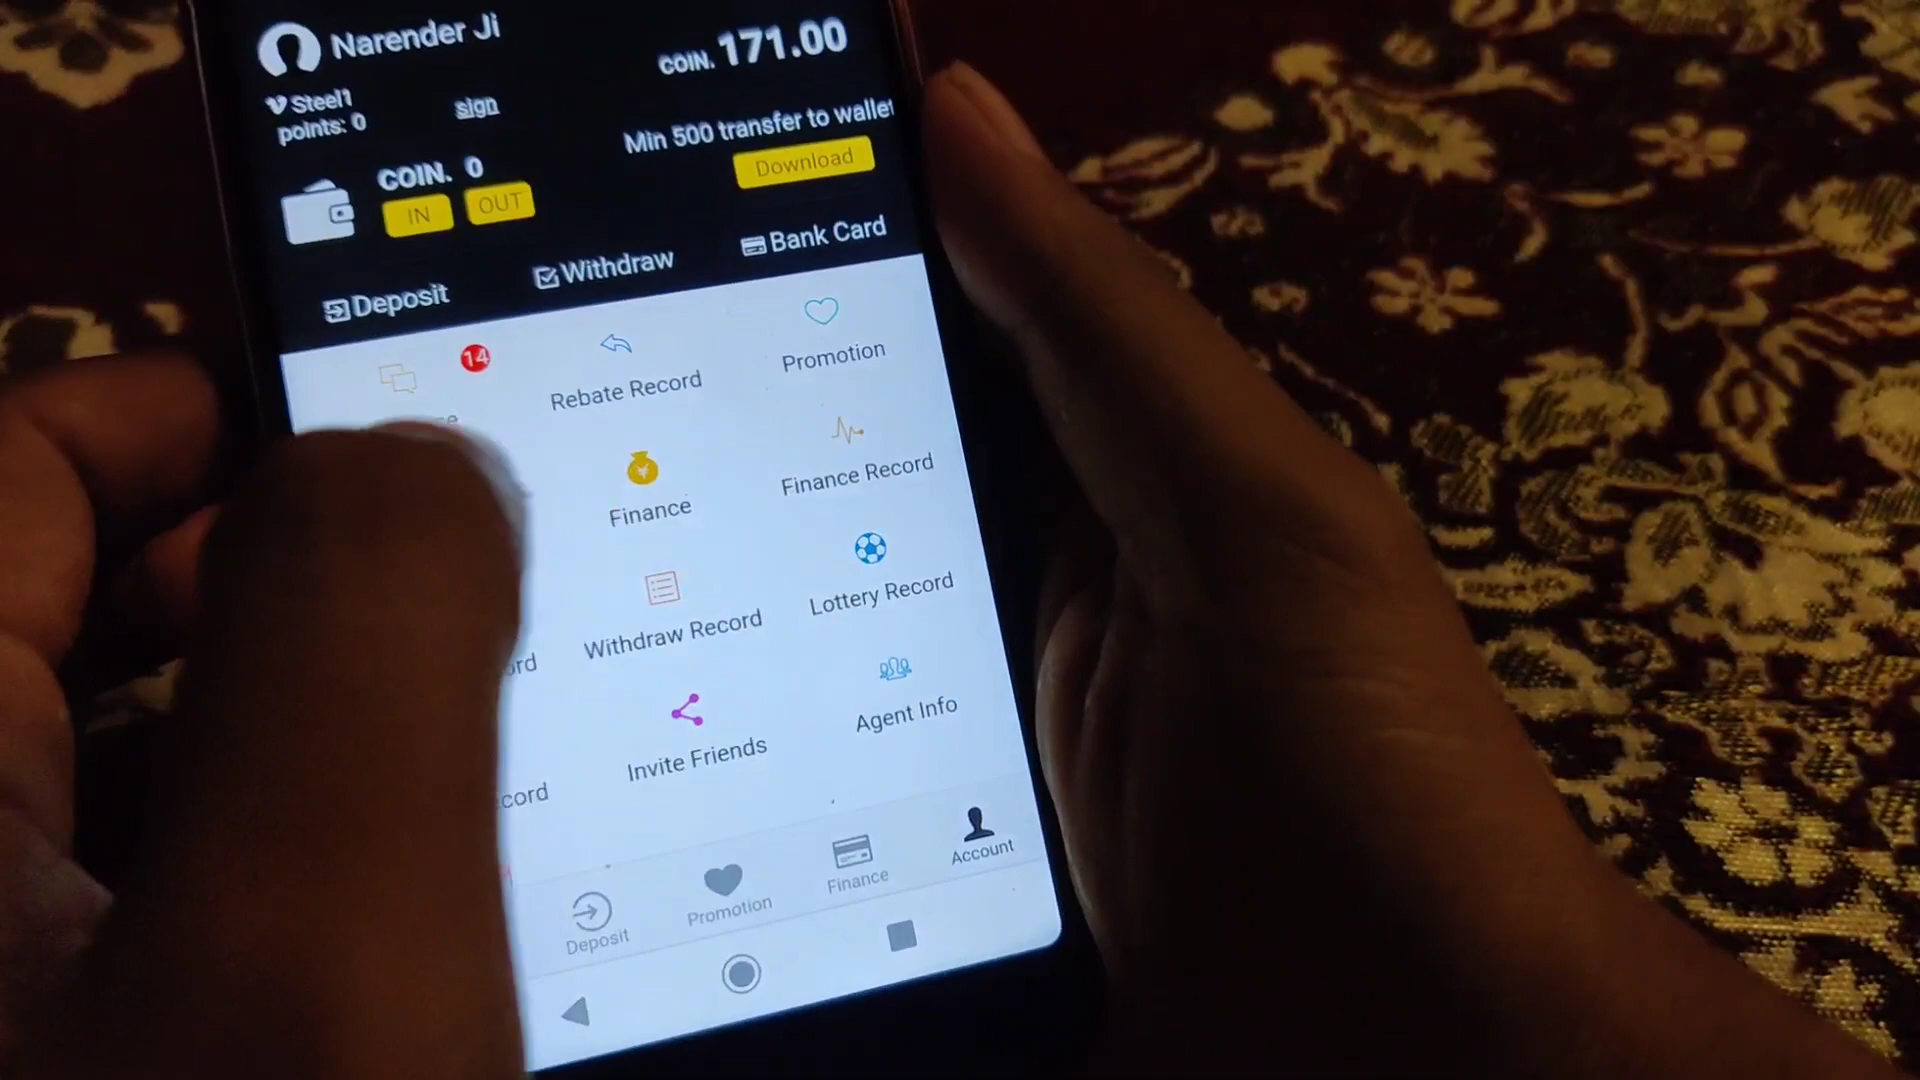 Narender Ji
COIN. 171.00
Steel1
points: 0
sign
Min 500 transfer to wallet
COIN. 0
IN
OUT
Download
Deposit
Withdraw
Bank Card
14
Rebate Record
Promotion
Finance
Finance Record
Withdraw Record
Lottery Record
Invite Friends
Agent Info
Deposit
Promotion
Finance
Account